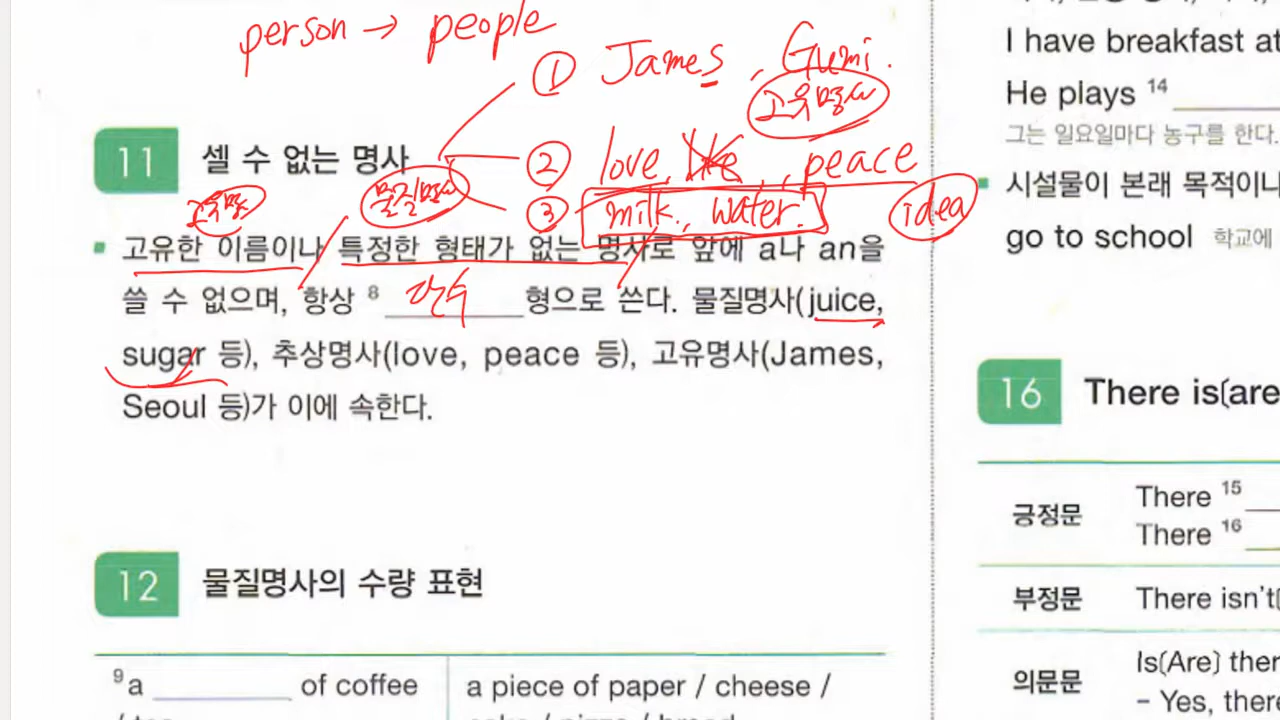 person → people
① James, Gumi.
고유명사
11 셀 수 없는 명사
② love, like, peace
물질명사
고유명사
③ milk, water.
idea
고유한 이름이나 특정한 형태가 없는 명사로 앞에 a나 an을
쓸 수 없으며, 항상 8 단수 형으로 쓴다. 물질명사(juice,
sugar 등), 추상명사(love, peace 등), 고유명사(James,
Seoul 등)가 이에 속한다.
12 물질명사의 수량 표현
9 a ______ of coffee
a piece of paper / cheese /
I have breakfast at
He plays 14 ______
그는 일요일마다 농구를 한다.
시설물이 본래 목적이나
go to school 학교에
16 There is(are
긍정문
There 15
There 16
부정문
There isn't(
의문문
Is(Are) ther
– Yes, there